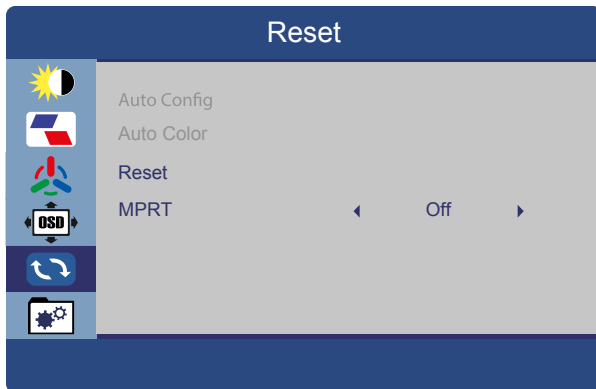 Reset
Auto Config
Auto Color
Reset
MPRT Off
OSD